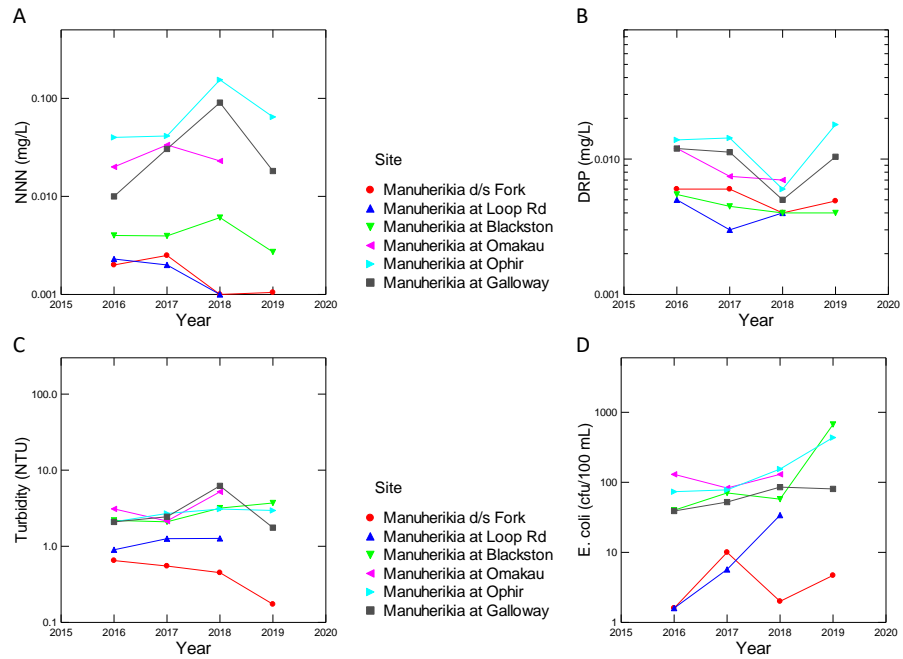 A
NNN (mg/L)
0.100
0.010
0.001
2015 2016 2017 2018 2019 2020
Year
Site
Manuherikia d/s Fork
Manuherikia at Loop Rd
Manuherikia at Blackston
Manuherikia at Omakau
Manuherikia at Ophir
Manuherikia at Galloway
B
DRP (mg/L)
0.010
0.001
2015 2016 2017 2018 2019 2020
Year
C
Turbidity (NTU)
100.0
10.0
1.0
0.1
2015 2016 2017 2018 2019 2020
Year
Site
Manuherikia d/s Fork
Manuherikia at Loop Rd
Manuherikia at Blackston
Manuherikia at Omakau
Manuherikia at Ophir
Manuherikia at Galloway
D
E. coli (cfu/100 mL)
1000
100
10
1
2015 2016 2017 2018 2019 2020
Year